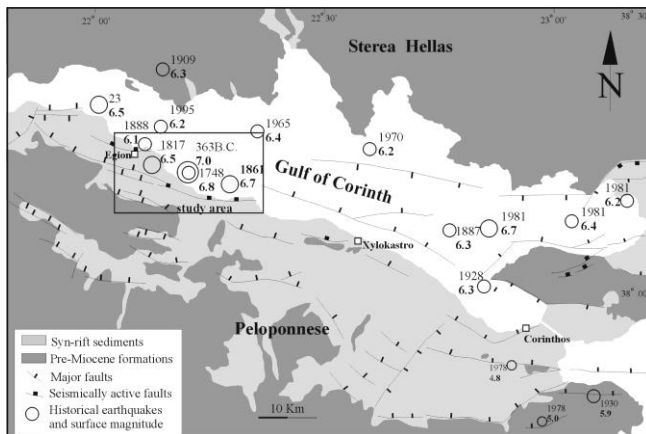 22° 00'
22° 30'
23° 00'
38° 30'
Sterea Hellas
N
1909
6.3
23
6.5
1995
6.2
1888
6.1
1965
6.4
1817
6.5
Egion
363B.C.
7.0
1748
6.8
1861
6.7
study area
1970
6.2
Gulf of Corinth
1981
6.2
1981
6.4
1981
6.7
1887
6.3
Xylokastro
1928
6.3
38° 00'
Corinthos
Peloponnese
1978
4.8
1978
5.0
1930
5.9
Syn-rift sediments
Pre-Miocene formations
Major faults
Seismically active faults
Historical earthquakes
and surface magnitude
10 Km